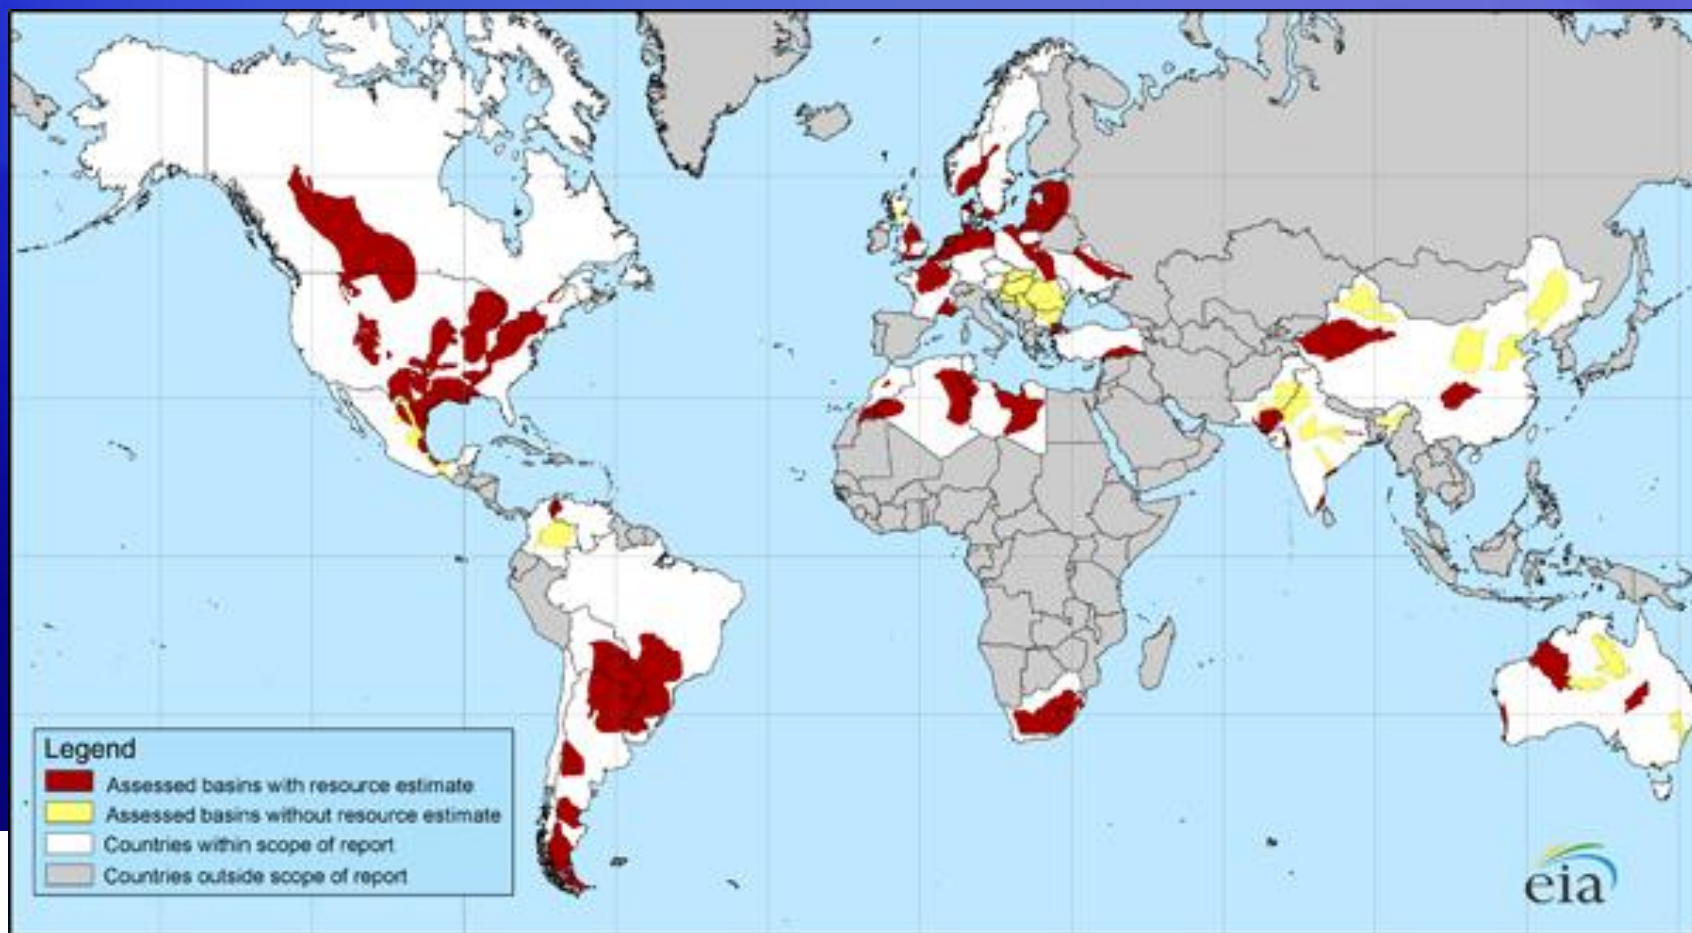 Legend
Assessed basins with resource estimate
Assessed basins without resource estimate
Countries within scope of report
Countries outside scope of report
eia